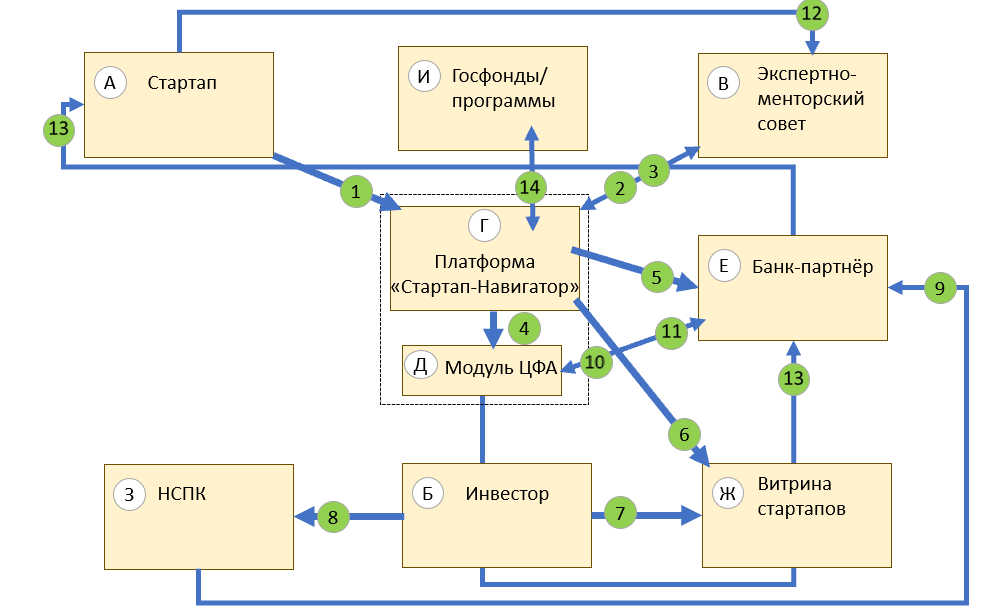 12
А
Стартап
И
Госфонды/
программы
В
Экспертно-
менторский
совет
13
1
14
2
3
Г
Платформа
«Стартап-Навигатор»
5
Е
Банк-партнёр
9
4
11
Д
Модуль ЦФА
10
13
6
З
НСПК
8
Б
Инвестор
7
Ж
Витрина
стартапов